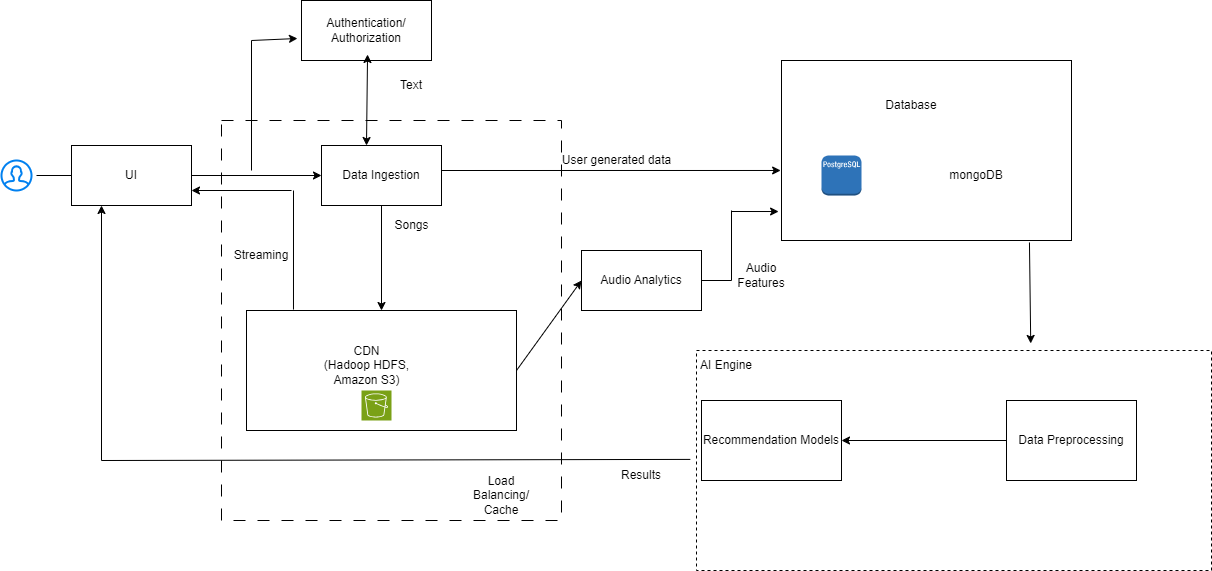 Authentication/
Authorization
Text
Database
PostgreSQL
mongoDB
User generated data
UI
Data Ingestion
Songs
Streaming
Audio Analytics
Audio
Features
CDN
(Hadoop HDFS,
Amazon S3)
AI Engine
Recommendation Models
Data Preprocessing
Results
Load
Balancing/
Cache